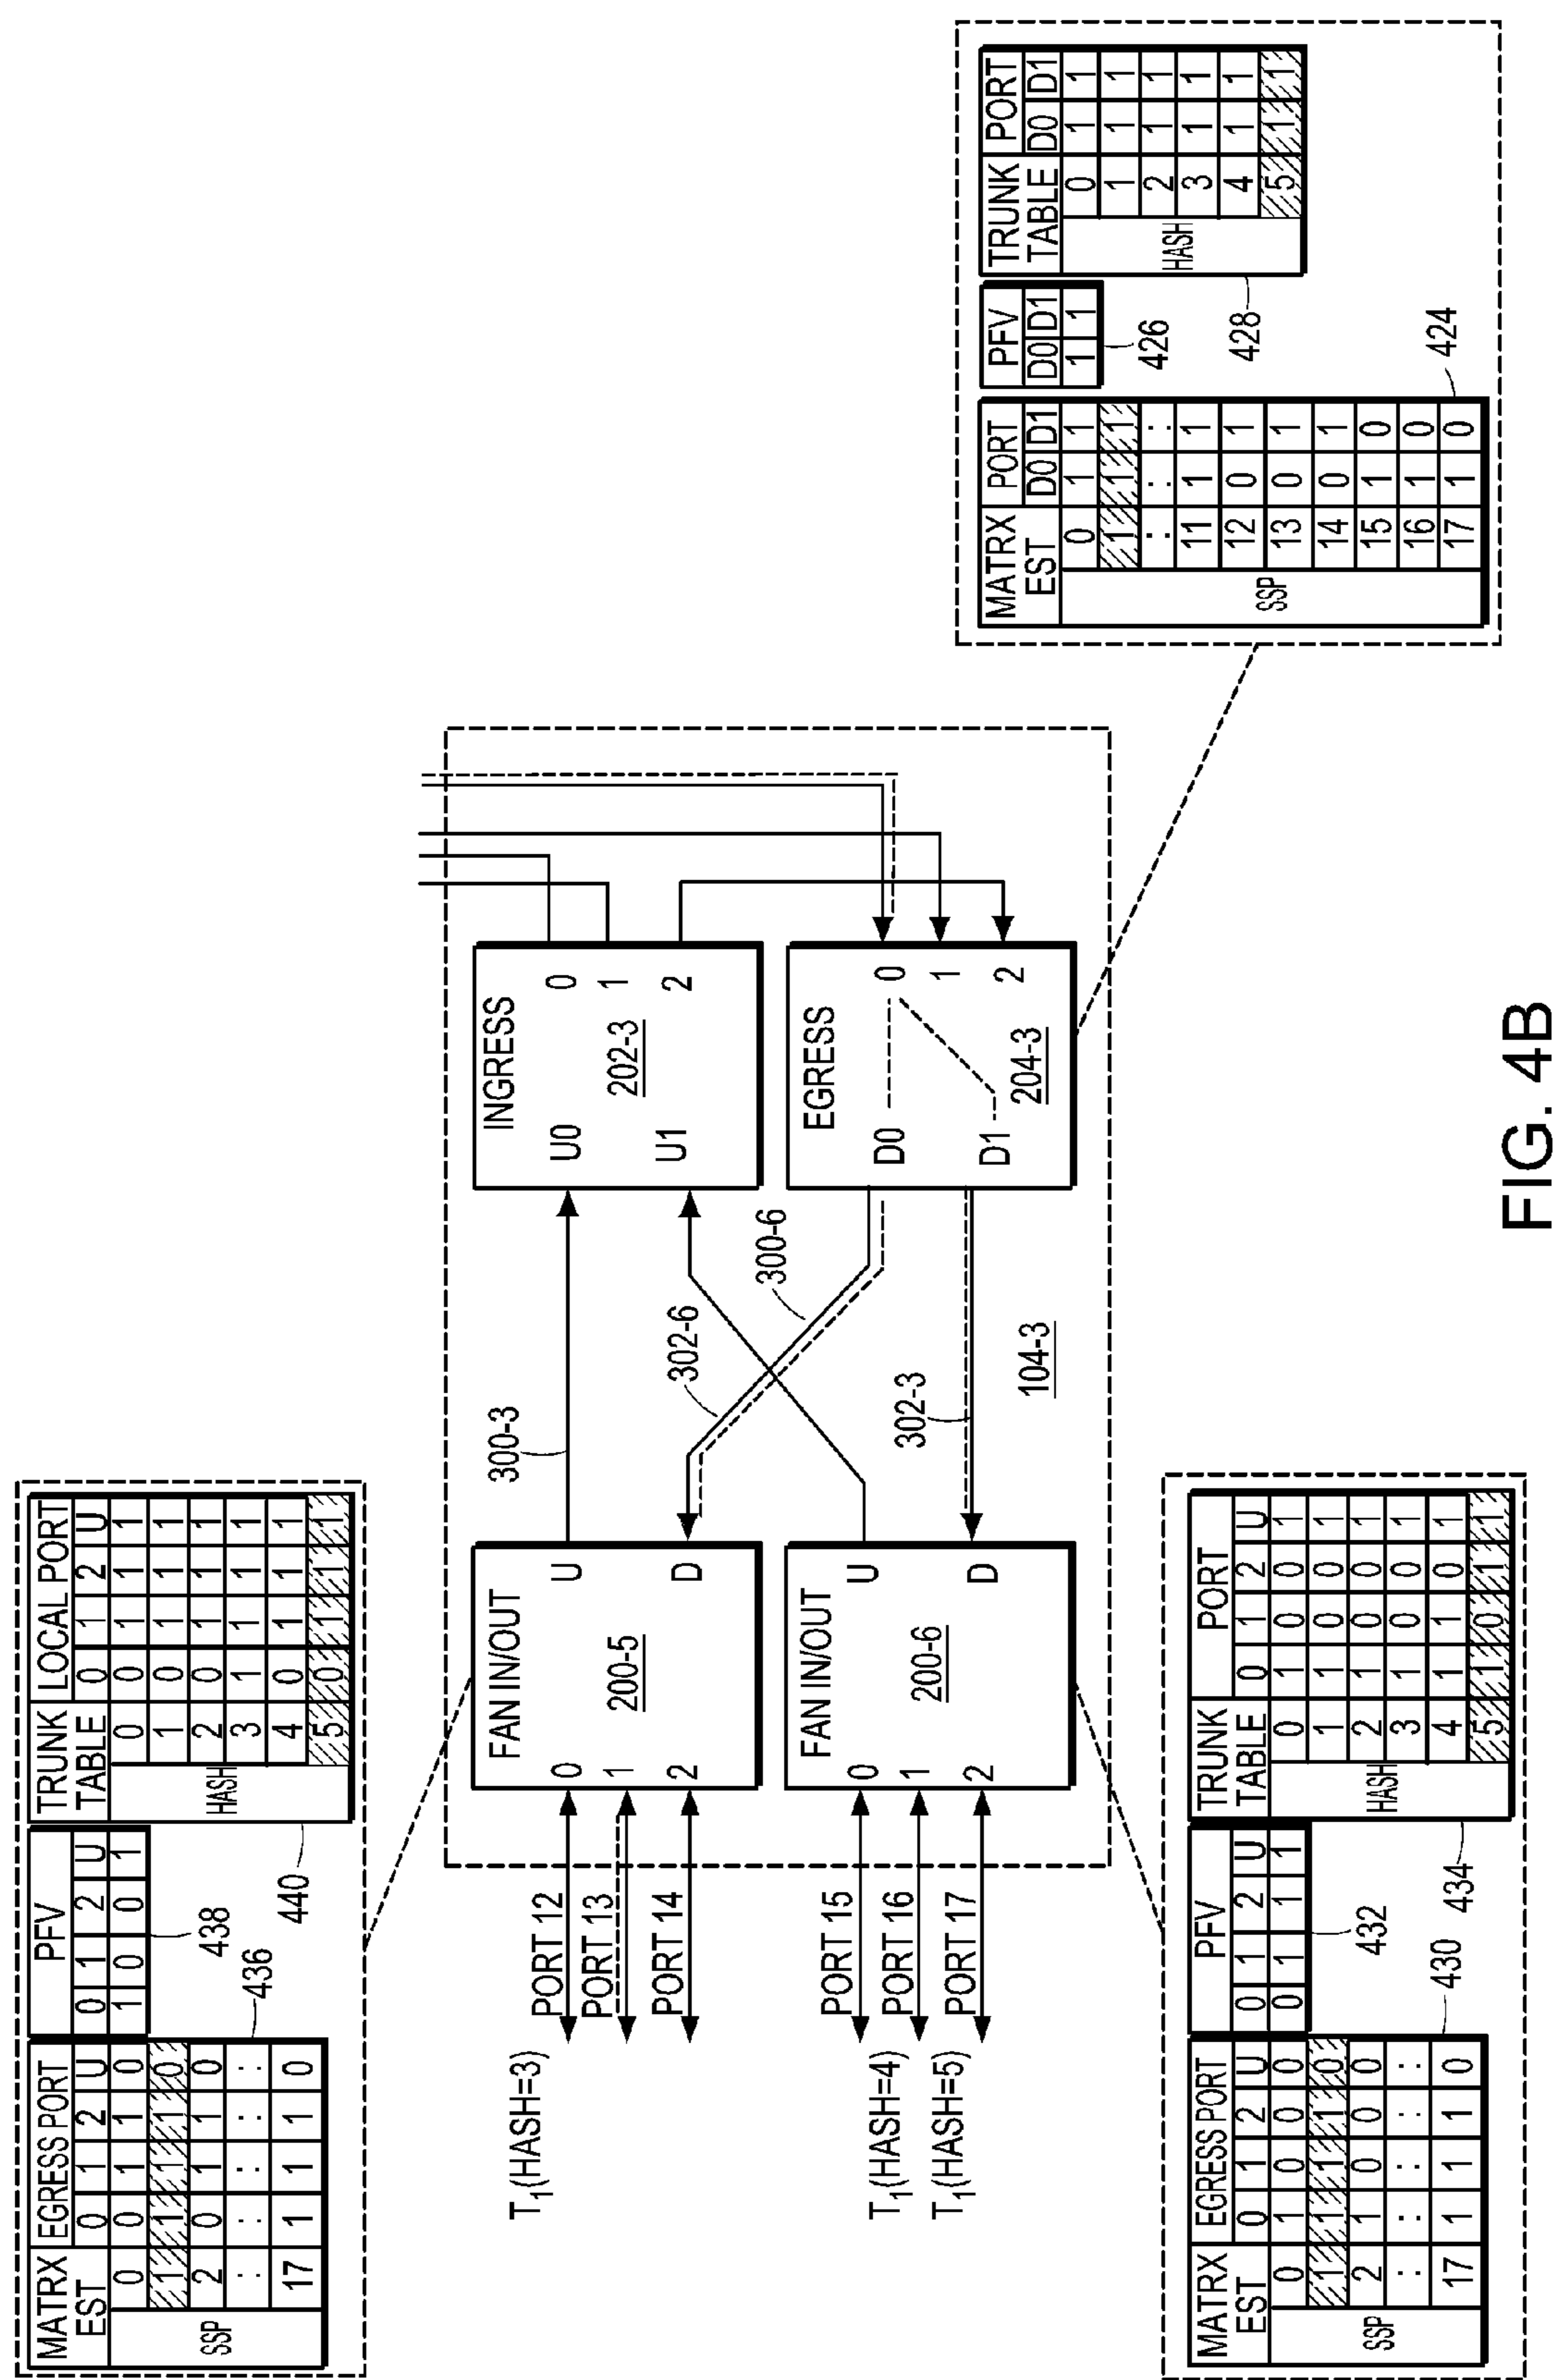 MATRX EGRESS PORT
EST 0 1 2 U
SSP
0 0 1 1 0
1 1 1 1 0
2 0 1 1 0
: : : : :
17 1 1 1 0
436
PFV
0 1 2 U
1 0 0 1
438
TRUNK LOCAL PORT
TABLE 0 1 2 U
HASH
0 0 1 1 1
1 0 1 1 1
2 0 1 1 1
3 1 1 1 1
4 0 1 1 1
5 0 1 1 1
440
T1(HASH=3)
PORT 12
PORT 13
PORT 14
FAN IN/OUT
0 U
1 200-5
2 D
300-3
302-6
300-6
INGRESS
U0 0
202-3 1
U1 2
T1(HASH=4)
T1(HASH=5)
PORT 15
PORT 16
PORT 17
FAN IN/OUT
0 U
1 200-6
2 D
302-3
104-3
EGRESS
D0 0
1
D1 2
204-3
MATRX EGRESS PORT
EST 0 1 2 U
SSP
0 1 0 0 0
1 1 1 1 0
2 1 0 0 0
: : : : :
17 1 1 1 0
430
PFV
0 1 2 U
0 1 1 1
432
TRUNK PORT
TABLE 0 1 2 U
HASH
0 1 0 0 1
1 1 0 0 1
2 1 0 0 1
3 1 0 0 1
4 1 1 0 1
5 1 0 1 1
434
MATRX PORT
EST D0 D1
SSP
0 1 1
1 1 1
: : :
11 1 1
12 0 1
13 0 1
14 0 1
15 1 0
16 1 0
17 1 0
424
PFV
D0 D1
1 1
426
TRUNK PORT
TABLE D0 D1
HASH
0 1 1
1 1 1
2 1 1
3 1 1
4 1 1
5 1 1
428
FIG. 4B